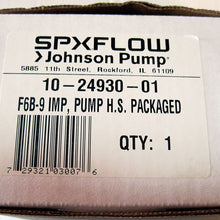 SPXFLOW
Johnson Pump
5885 11th Street, Rockford, IL 61109
10-24930-01
F6B-9 IMP, PUMP H.S. PACKAGED
QTY: 1
7 29321 03007 6